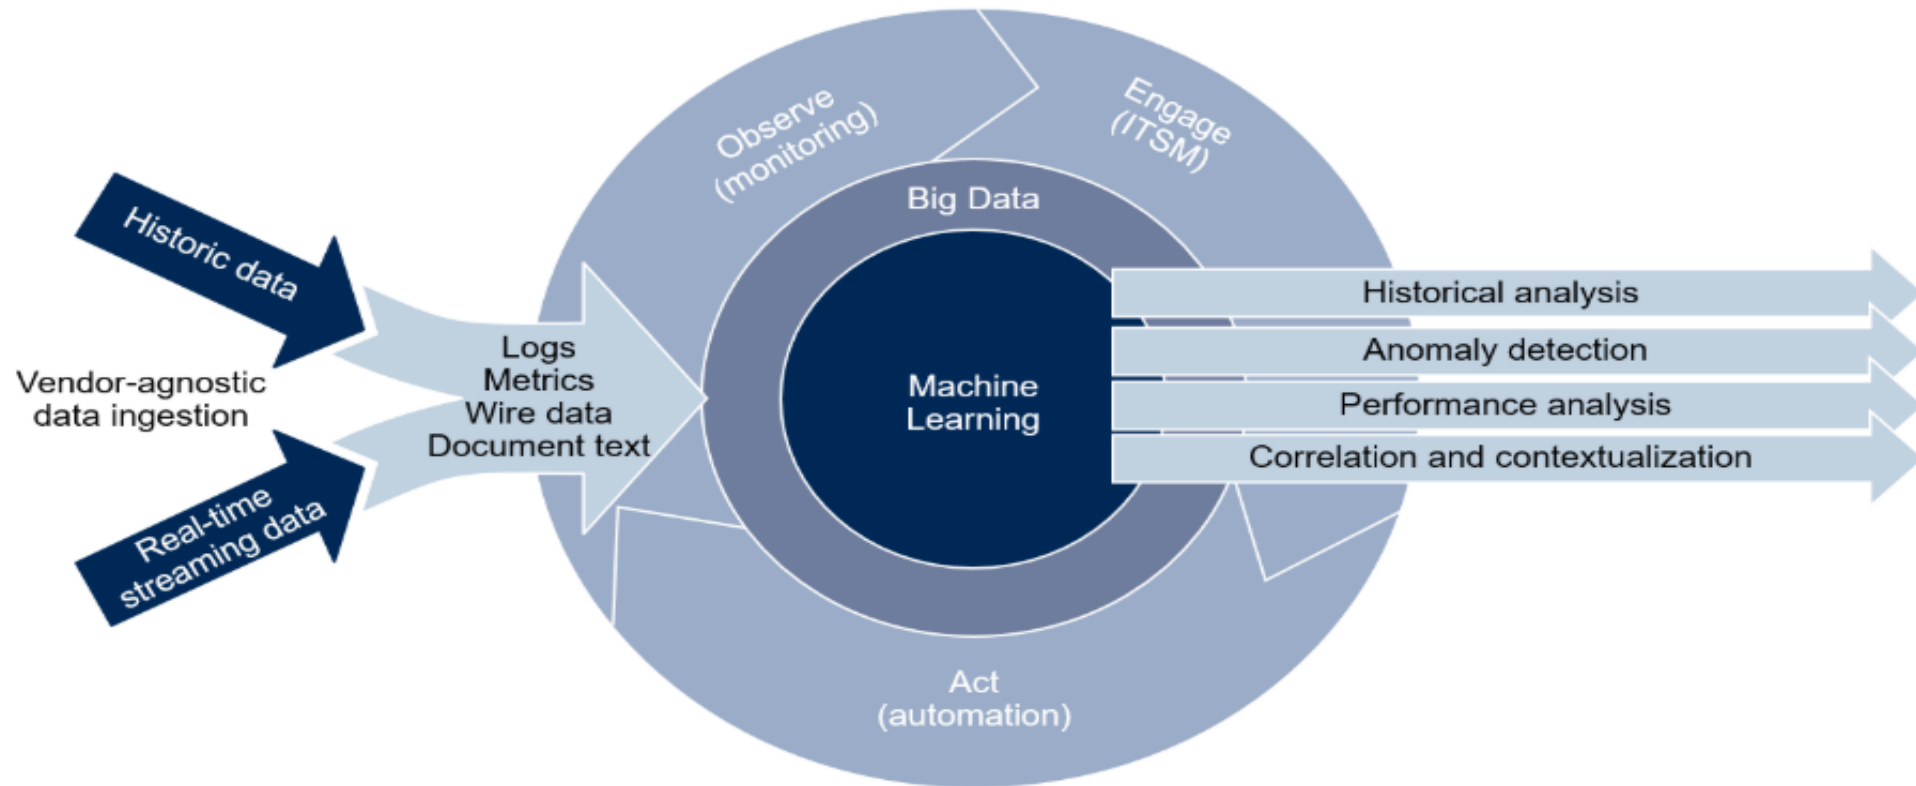 Historic data
Vendor-agnostic
data ingestion
Real-time
streaming data
Logs
Metrics
Wire data
Document text
Observe
(monitoring)
Engage
(ITSM)
Big Data
Machine
Learning
Act
(automation)
Historical analysis
Anomaly detection
Performance analysis
Correlation and contextualization